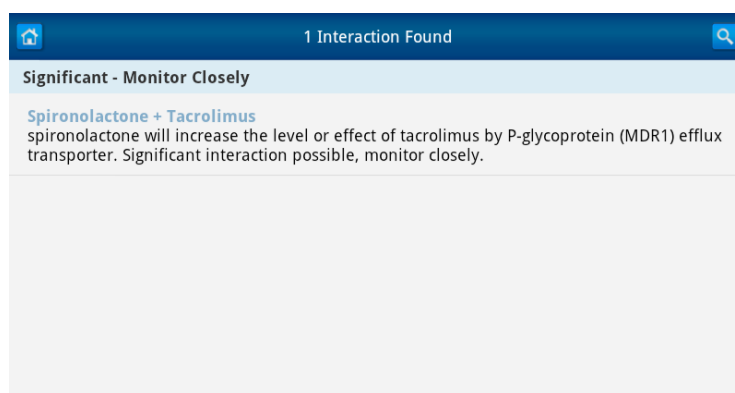 1 Interaction Found
Significant - Monitor Closely
Spironolactone + Tacrolimus
spironolactone will increase the level or effect of tacrolimus by P-glycoprotein (MDR1) efflux
transporter. Significant interaction possible, monitor closely.